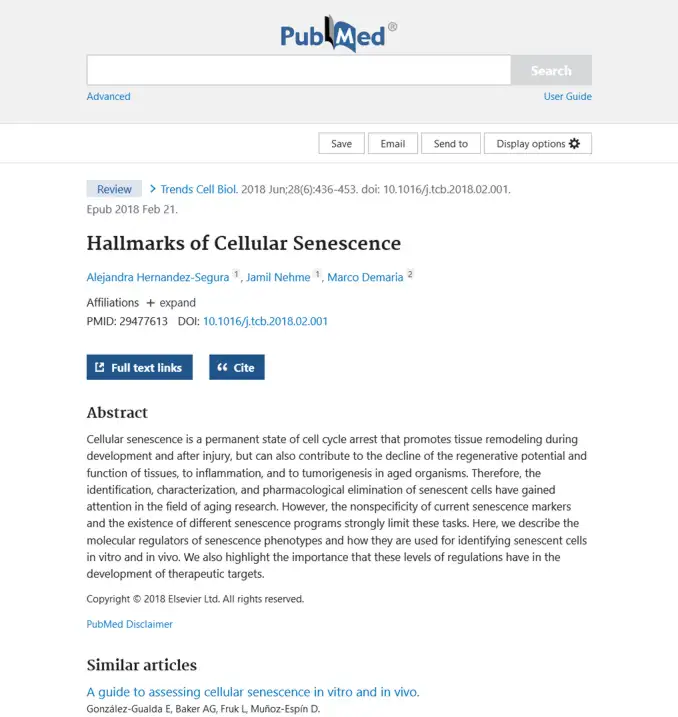 PubMed®
Search
Advanced
User Guide
Save
Email
Send to
Display options
Review
Trends Cell Biol. 2018 Jun;28(6):436-453. doi: 10.1016/j.tcb.2018.02.001.
Epub 2018 Feb 21.
Hallmarks of Cellular Senescence
Alejandra Hernandez-Segura 1, Jamil Nehme 1, Marco Demaria 2
Affiliations + expand
PMID: 29477613 DOI: 10.1016/j.tcb.2018.02.001
Full text links
Cite
Abstract
Cellular senescence is a permanent state of cell cycle arrest that promotes tissue remodeling during
development and after injury, but can also contribute to the decline of the regenerative potential and
function of tissues, to inflammation, and to tumorigenesis in aged organisms. Therefore, the
identification, characterization, and pharmacological elimination of senescent cells have gained
attention in the field of aging research. However, the nonspecificity of current senescence markers
and the existence of different senescence programs strongly limit these tasks. Here, we describe the
molecular regulators of senescence phenotypes and how they are used for identifying senescent cells
in vitro and in vivo. We also highlight the importance that these levels of regulations have in the
development of therapeutic targets.
Copyright © 2018 Elsevier Ltd. All rights reserved.
PubMed Disclaimer
Similar articles
A guide to assessing cellular senescence in vitro and in vivo.
González-Gualda E, Baker AG, Fruk L, Muñoz-Espín D.